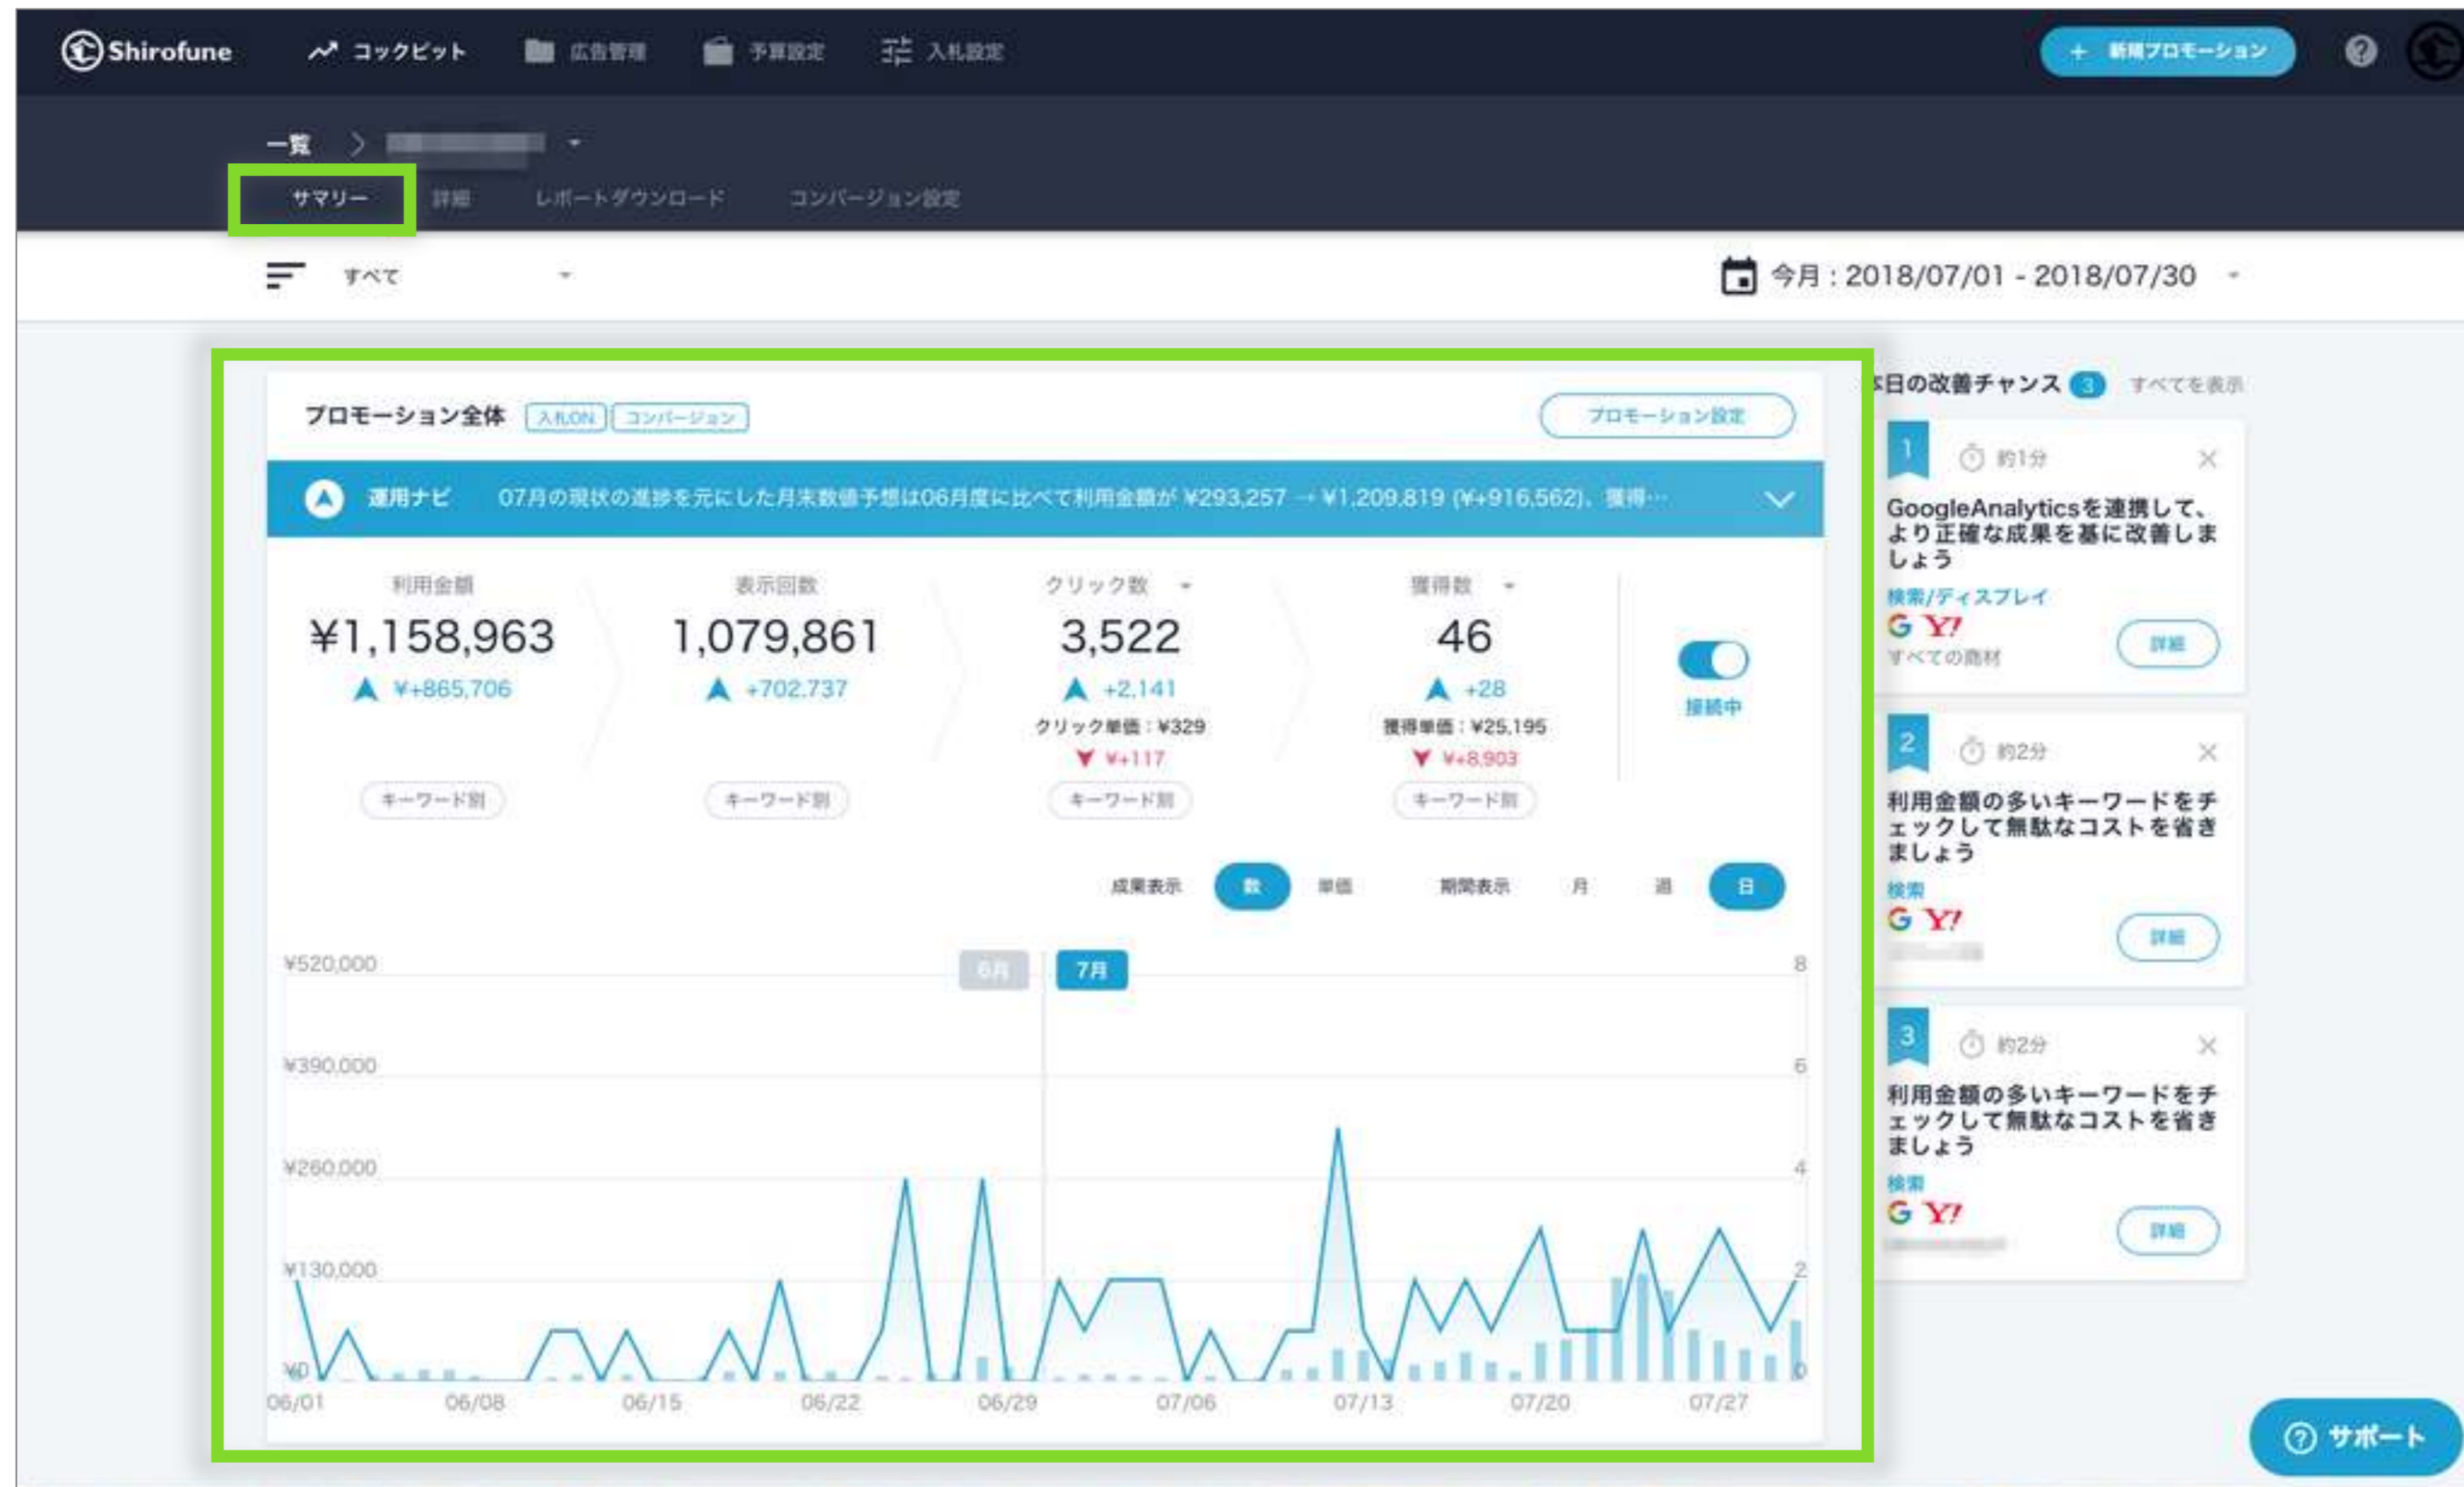 Shirofune
コックピット
広告管理
予算設定
入札設定
+ 新規プロモーション
一覧
サマリー
詳細
レポートダウンロード
コンバージョン設定
すべて
今月 : 2018/07/01 - 2018/07/30
プロモーション全体
入札ON
コンバージョン
プロモーション設定
運用ナビ
07月の現状の進捗を元にした月末数値予想は06月度に比べて利用金額が ¥293,257 → ¥1,209,819 (¥+916,562)、獲得…
利用金額
表示回数
クリック数
獲得数
¥1,158,963
1,079,861
3,522
46
¥+865,706
+702,737
+2,141
+28
接続中
クリック単価：¥329
獲得単価：¥25,195
¥+117
¥+8,903
キーワード別
キーワード別
キーワード別
キーワード別
成果表示
数
単価
期間表示
月
週
日
¥520,000
6月
7月
8
¥390,000
6
¥260,000
4
¥130,000
2
¥0
0
06/01
06/08
06/15
06/22
06/29
07/06
07/13
07/20
07/27
本日の改善チャンス
3
すべてを表示
1
約1分
GoogleAnalyticsを連携して、
より正確な成果を基に改善しま
しょう
検索/ディスプレイ
G Y!
すべての商材
詳細
2
約2分
利用金額の多いキーワードをチ
ェックして無駄なコストを省き
ましょう
検索
G Y!
詳細
3
約2分
利用金額の多いキーワードをチ
ェックして無駄なコストを省き
ましょう
検索
G Y!
詳細
サポート